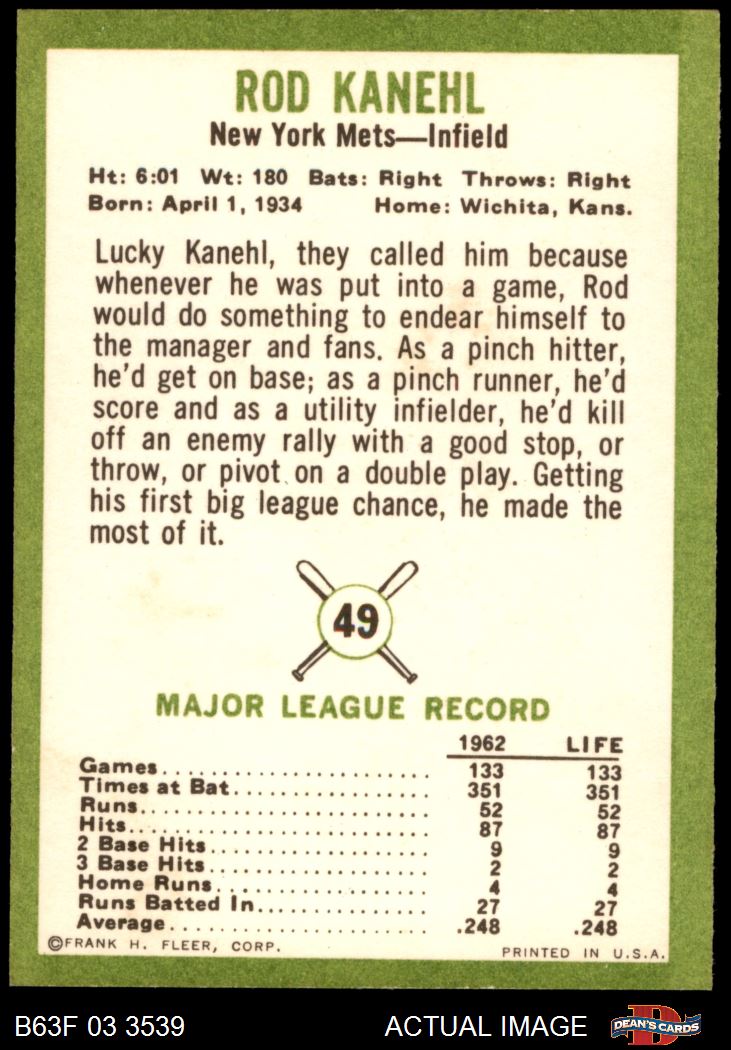 ROD KANEHL
New York Mets—Infield
Ht: 6:01 Wt: 180 Bats: Right Throws: Right
Born: April 1, 1934 Home: Wichita, Kans.
Lucky Kanehl, they called him because
whenever he was put into a game, Rod
would do something to endear himself to
the manager and fans. As a pinch hitter,
he'd get on base; as a pinch runner, he'd
score and as a utility infielder, he'd kill
off an enemy rally with a good stop, or
throw, or pivot on a double play. Getting
his first big league chance, he made the
most of it.
49
MAJOR LEAGUE RECORD
1962 LIFE
Games 133 133
Times at Bat 351 351
Runs 52 52
Hits 87 87
2 Base Hits 9 9
3 Base Hits 2 2
Home Runs 4 4
Runs Batted In 27 27
Average .248 .248
©FRANK H. FLEER, CORP.
PRINTED IN U.S.A.
B63F 03 3539 ACTUAL IMAGE
D
DEAN'S CARDS